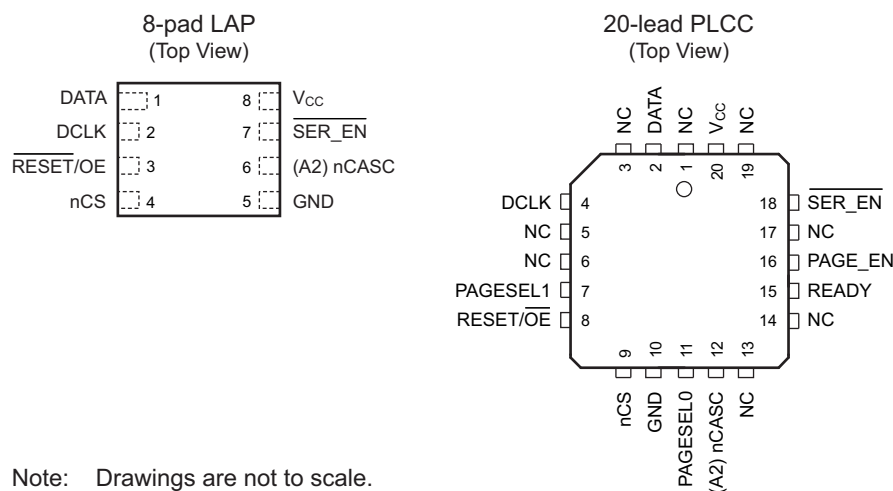 8-pad LAP
(Top View)
DATA 1
DCLK 2
RESET/OE 3
nCS 4
8 VCC
7 SER_EN
6 (A2) nCASC
5 GND
20-lead PLCC
(Top View)
NC 3
DATA 2
NC 1
VCC 20
NC 19
DCLK 4
NC 5
NC 6
PAGESEL1 7
RESET/OE 8
18 SER_EN
17 NC
16 PAGE_EN
15 READY
14 NC
9 nCS
10 GND
11 PAGESEL0
12 (A2) nCASC
13 NC
Note: Drawings are not to scale.